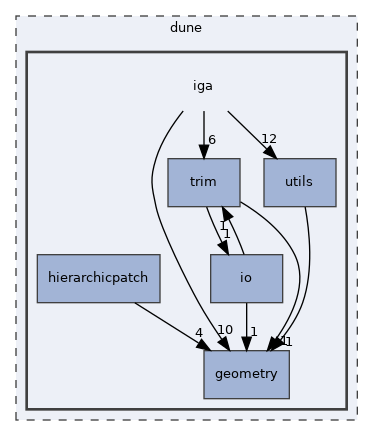 dune
iga
6
12
trim
utils
1
1
hierarchicpatch
io
4
10
1
1
geometry